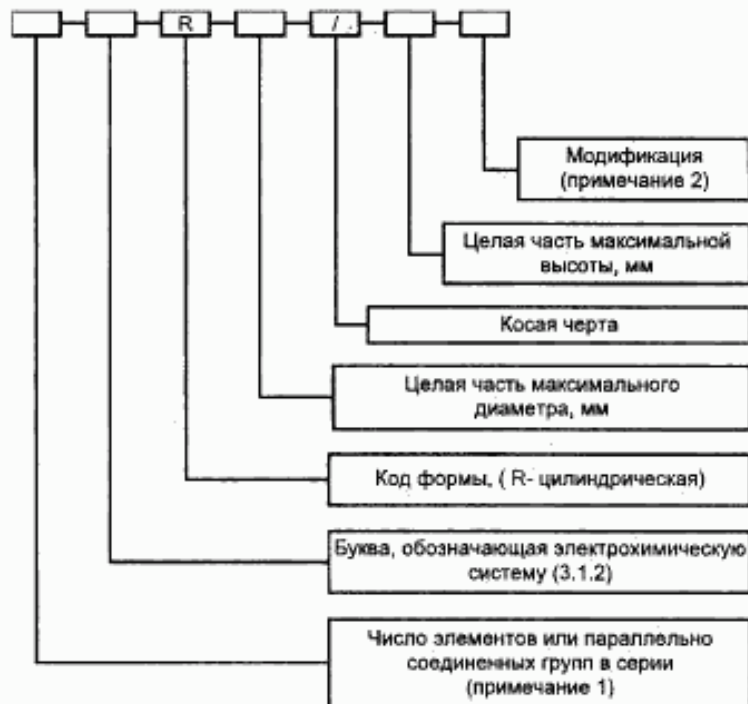 R /
Модификация
(примечание 2)
Целая часть максимальной
высоты, мм
Косая черта
Целая часть максимального
диаметра, мм
Код формы, ( R- цилиндрическая)
Буква, обозначающая электрохимическую
систему (3.1.2)
Число элементов или параллельно
соединенных групп в серии
(примечание 1)